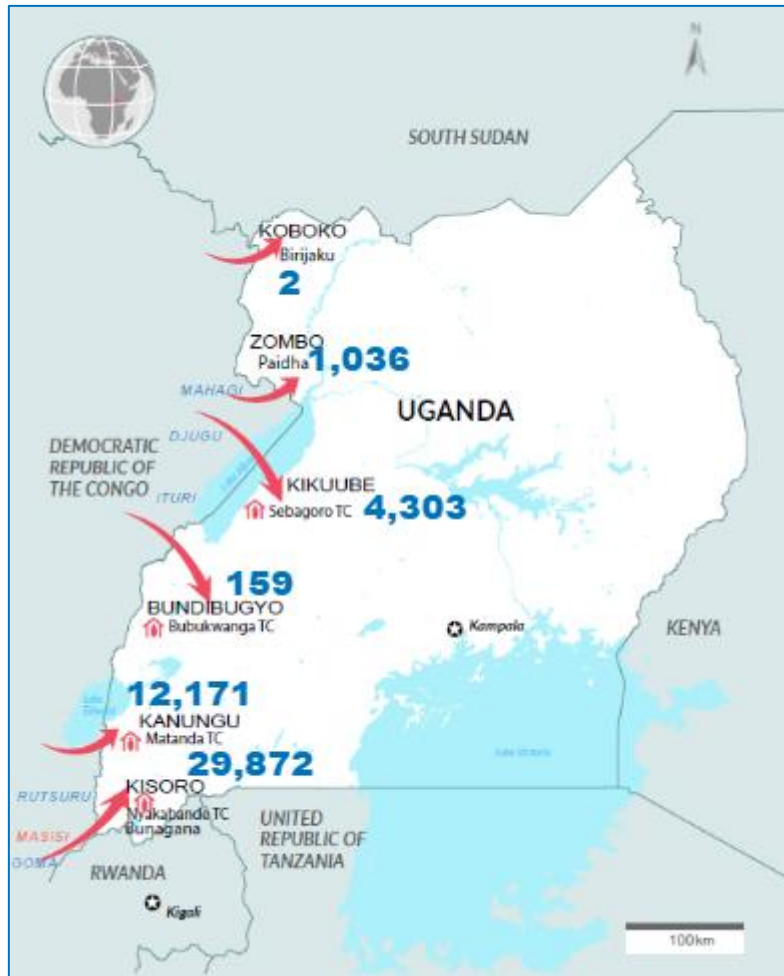 N
SOUTH SUDAN
KOBOKO
Birijaku
2
ZOMBO
Paidha
1,036
MAHAGI
UGANDA
DJUGU
DEMOCRATIC
REPUBLIC OF
THE CONGO
ITURI
KIKUUBE
Sebagoro TC
4,303
159
BUNDIBUGYO
Bubukwanga TC
Kampala
KENYA
12,171
KANUNGU
Matanda TC
29,872
KISORO
Nyakabande TC
Bunagana
RUTSURU
MASISI
GOMA
Lake Victoria
UNITED
REPUBLIC OF
TANZANIA
RWANDA
Kigali
100km